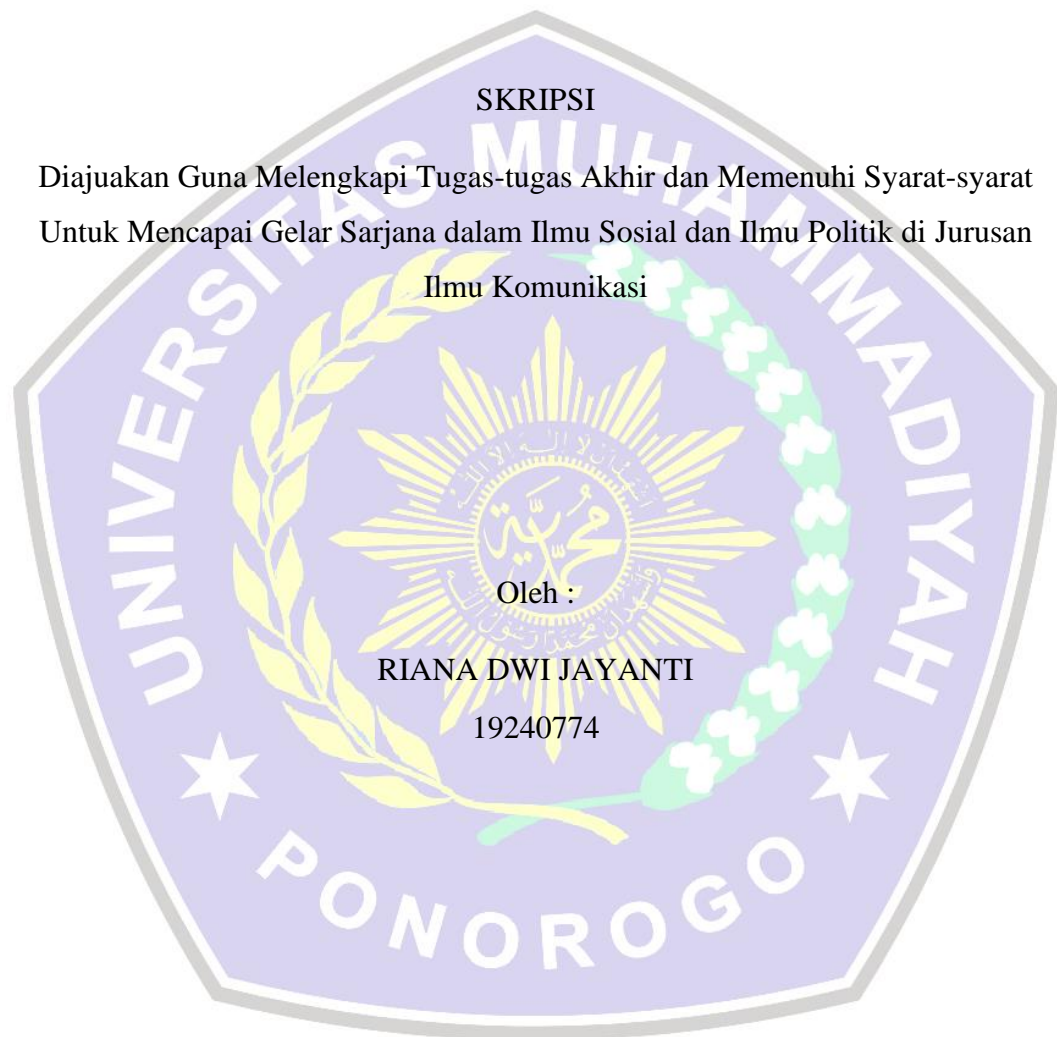 SKRIPSI
Diajuakan Guna Melengkapi Tugas-tugas Akhir dan Memenuhi Syarat-syarat
Untuk Mencapai Gelar Sarjana dalam Ilmu Sosial dan Ilmu Politik di Jurusan
Ilmu Komunikasi
UNIVERSITAS MUHAMMADIYAH
محمدية
Oleh :
RIANA DWI JAYANTI
19240774
PONOROGO